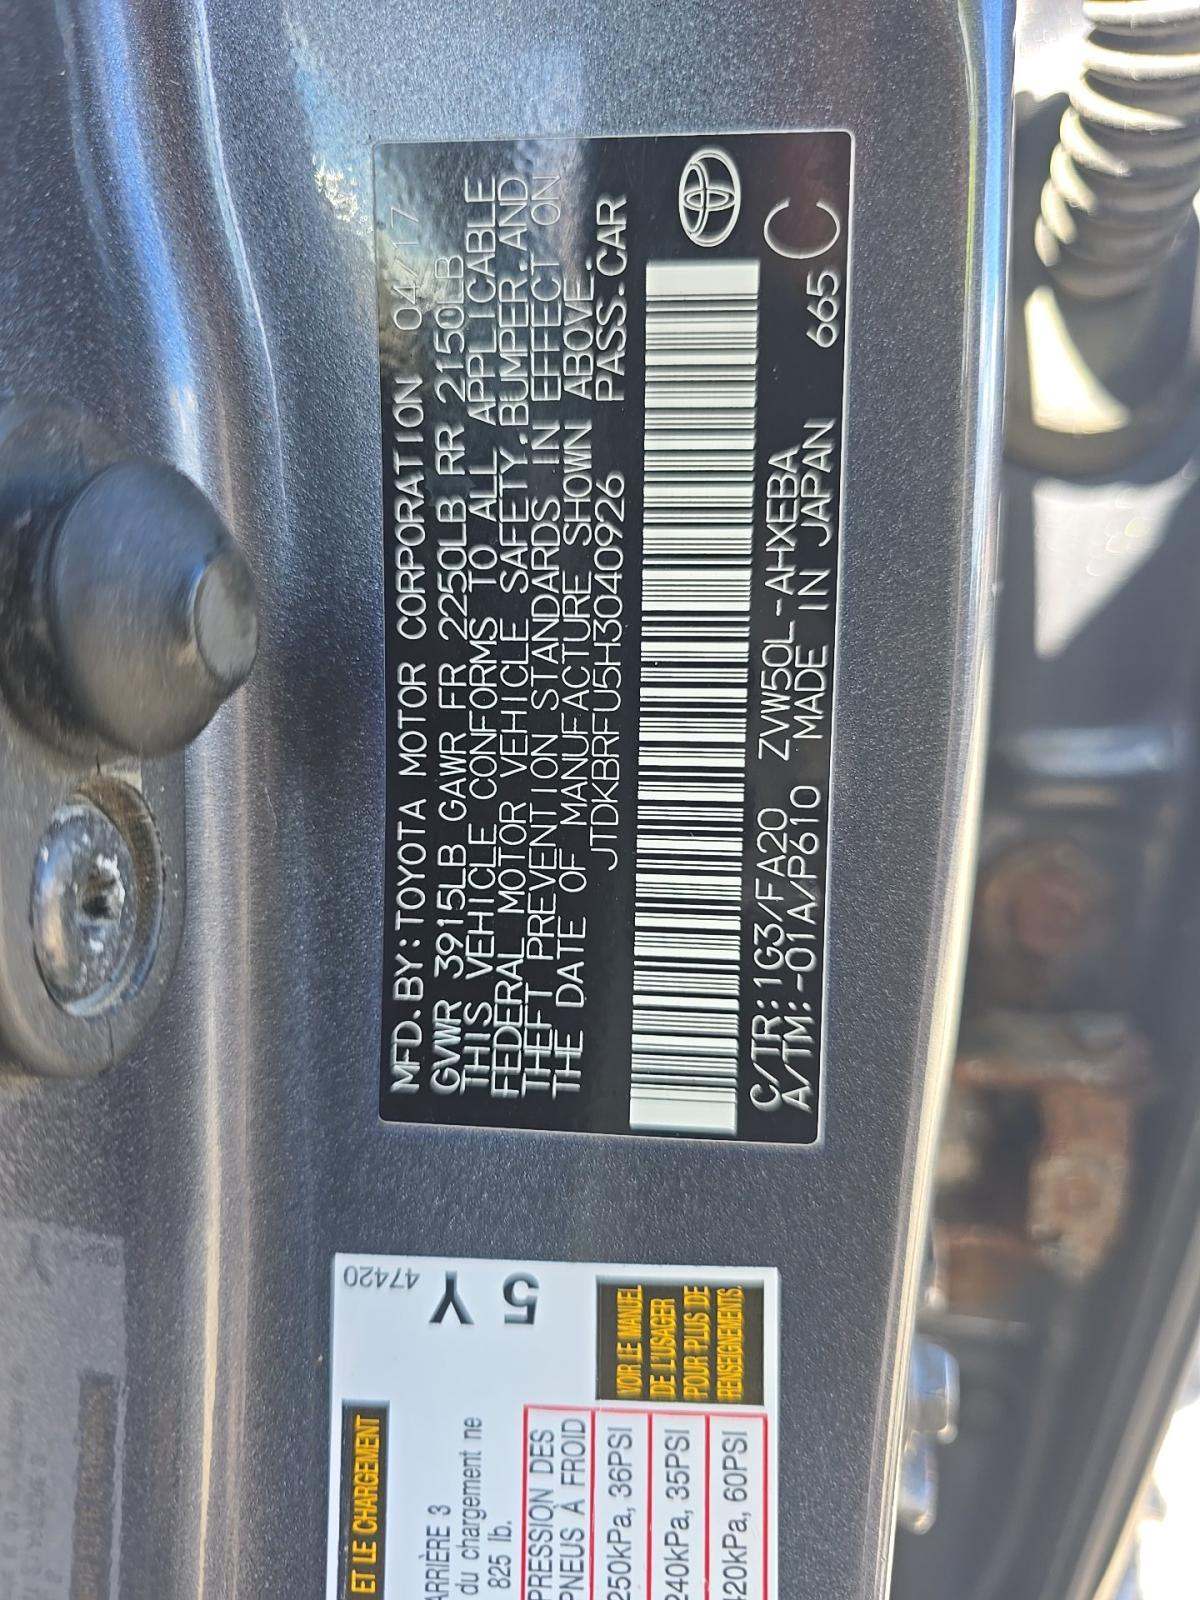 MFD.BY:TOYOTA MOTOR CORPORATION 04/17
GVWR 3915LB GAWR FR 2250LB RR 2150LB
THIS VEHICLE CONFORMS TO ALL APPLICABLE
FEDERAL MOTOR VEHICLE SAFETY,BUMPER,AND
THEFT PREVENTION STANDARDS IN EFFECT ON
THE DATE OF MANUFACTURE SHOWN ABOVE.
JTDKBRFU5H3040926 PASS.CAR
C/TR:1G3/FA20 ZVW50L-AHXEBA
A/TM:-01A/P610 MADE IN JAPAN 665 C
47420
5Y
ET LE CHARGEMENT
ARRIÈRE 3
du chargement ne
825 lb.
PRESSION DES
PNEUS À FROID
250kPa, 36PSI
240kPa, 35PSI
420kPa, 60PSI
VOIR LE MANUEL
DE L'USAGER
POUR PLUS DE
RENSEIGNEMENTS